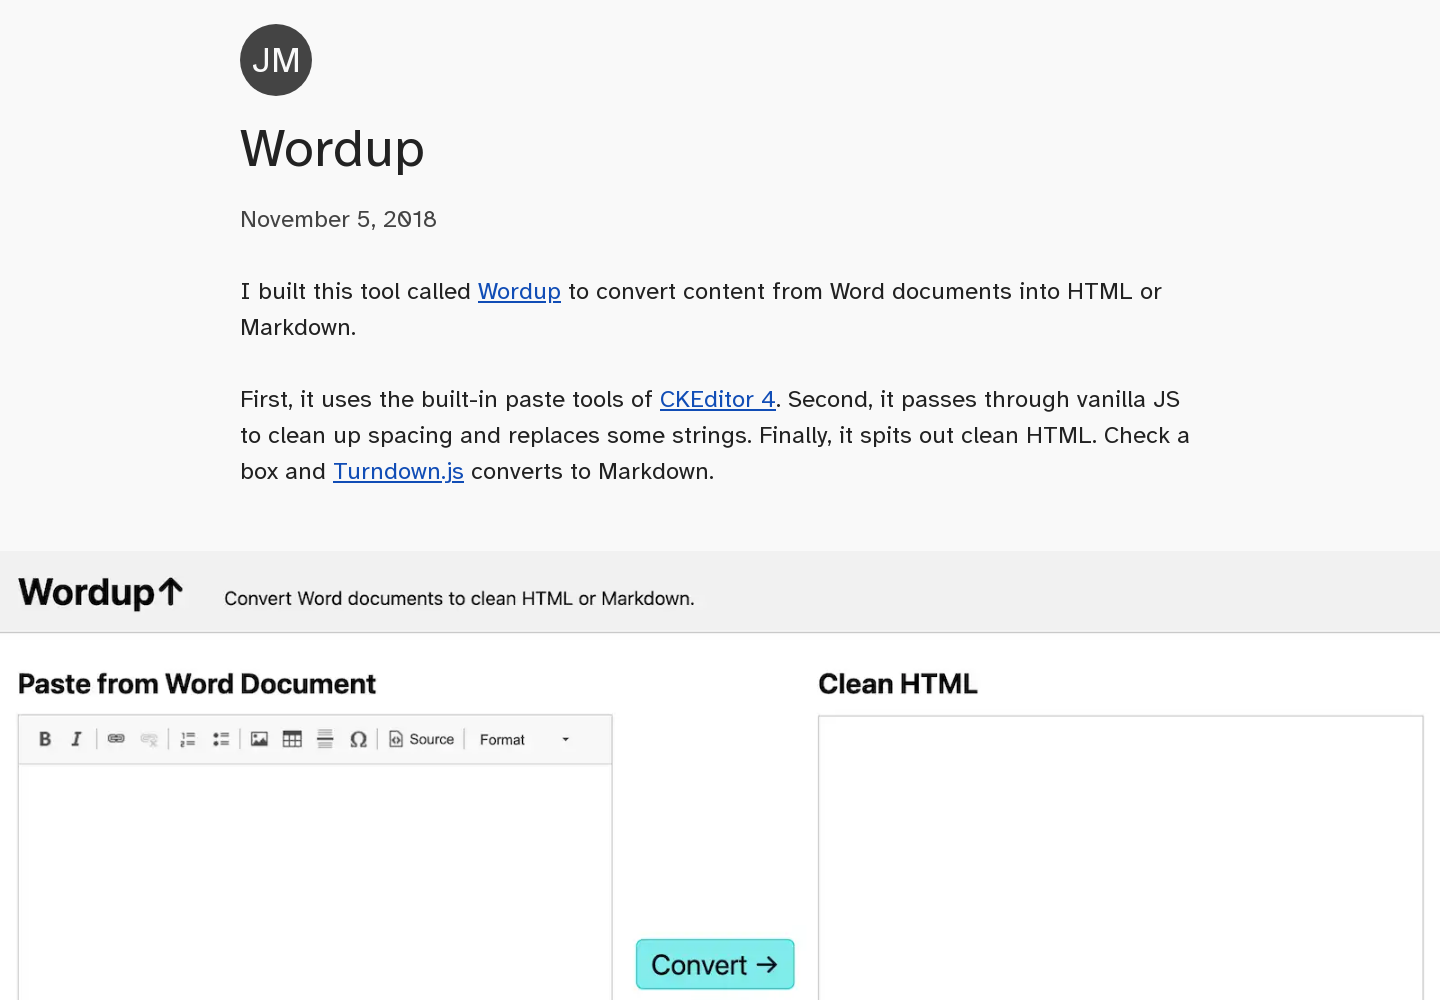 JM
Wordup
November 5, 2018
I built this tool called Wordup to convert content from Word documents into HTML or
Markdown.
First, it uses the built-in paste tools of CKEditor 4. Second, it passes through vanilla JS
to clean up spacing and replaces some strings. Finally, it spits out clean HTML. Check a
box and Turndown.js converts to Markdown.
Wordup↑ Convert Word documents to clean HTML or Markdown.
Paste from Word Document
Clean HTML
B I Ω Source Format
Convert →